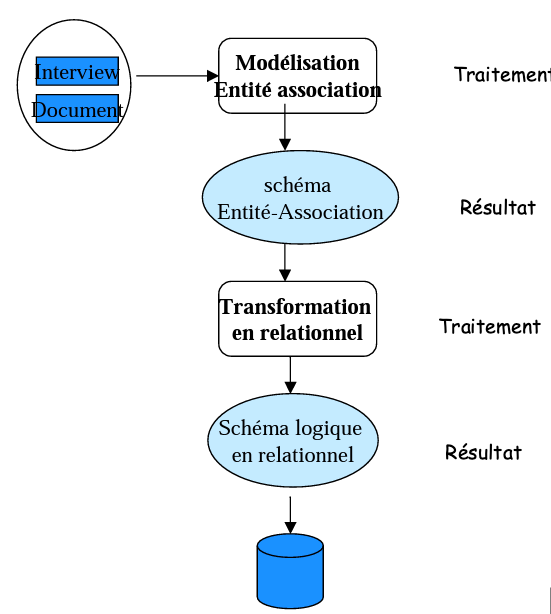 Interview
Document
Modélisation
Entité association
Traitement
schéma
Entité-Association
Résultat
Transformation
en relationnel
Traitement
Schéma logique
en relationnel
Résultat